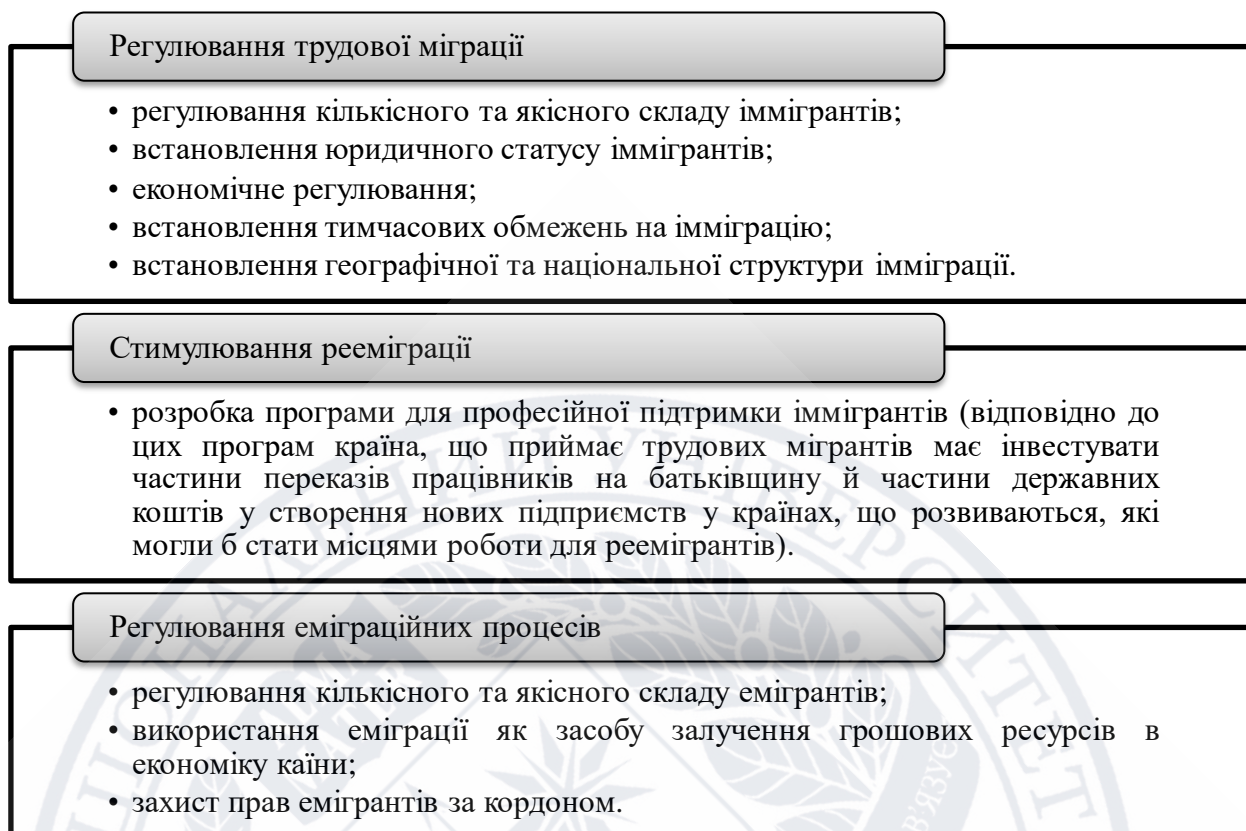 Регулювання трудової міграції
• регулювання кількісного та якісного складу іммігрантів;
• встановлення юридичного статусу іммігрантів;
• економічне регулювання;
• встановлення тимчасових обмежень на імміграцію;
• встановлення географічної та національної структури імміграції.
Стимулювання рееміграції
• розробка програми для професійної підтримки іммігрантів (відповідно до
цих програм країна, що приймає трудових мігрантів має інвестувати
частини переказів працівників на батьківщину й частини державних
коштів у створення нових підприємств у країнах, що розвиваються, які
могли б стати місцями роботи для реемігрантів).
Регулювання еміграційних процесів
• регулювання кількісного та якісного складу емігрантів;
• використання еміграції як засобу залучення грошових ресурсів в
економіку каїни;
• захист прав емігрантів за кордоном.